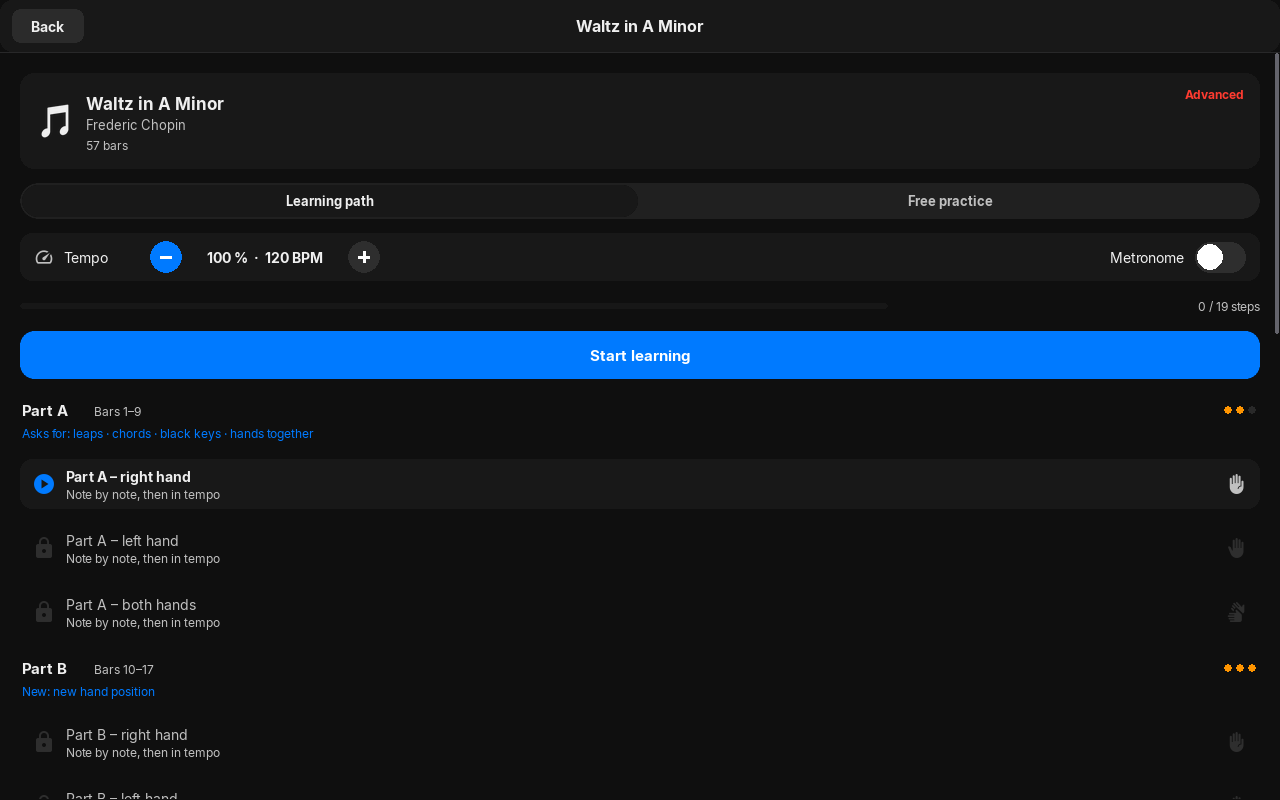 Back
Waltz in A Minor
Waltz in A Minor
Advanced
Frederic Chopin
57 bars
Learning path
Free practice
Tempo
100 % · 120 BPM
Metronome
0 / 19 steps
Start learning
Part A Bars 1–9
Asks for: leaps · chords · black keys · hands together
Part A – right hand
Note by note, then in tempo
Part A – left hand
Note by note, then in tempo
Part A – both hands
Note by note, then in tempo
Part B Bars 10–17
New: new hand position
Part B – right hand
Note by note, then in tempo
Part B – left hand